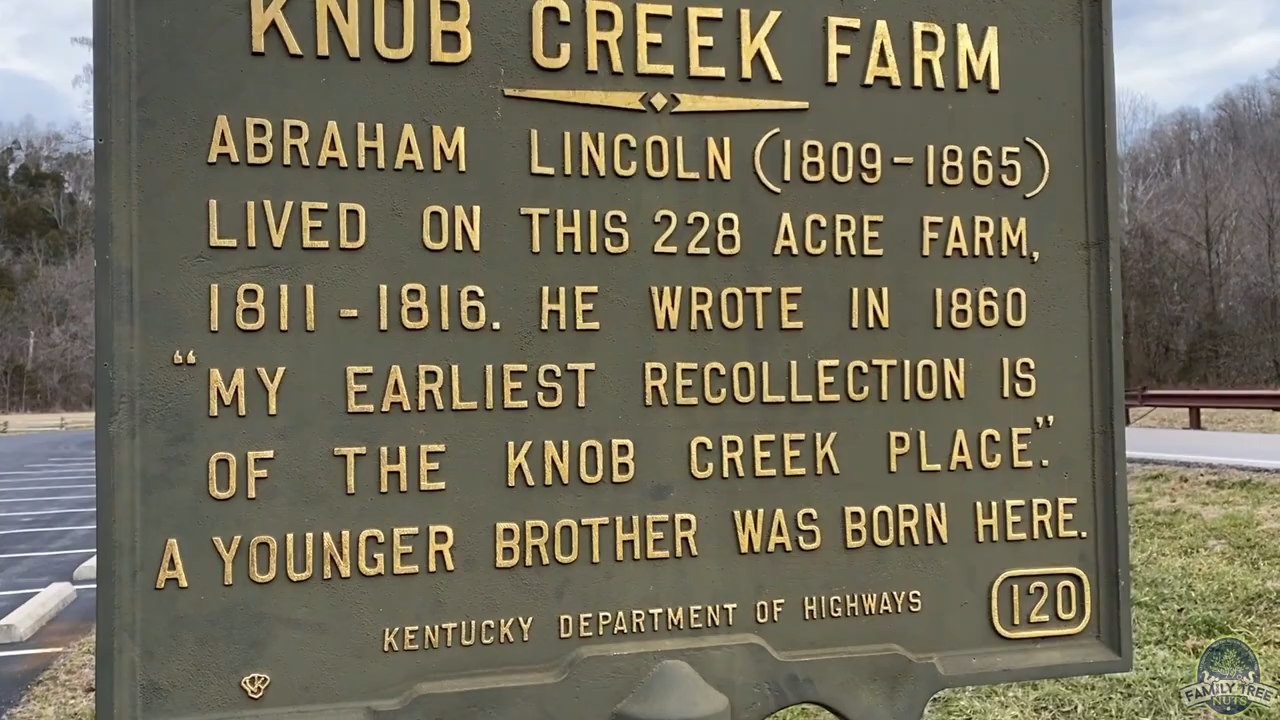 KNOB CREEK FARM
ABRAHAM LINCOLN (1809-1865)
LIVED ON THIS 228 ACRE FARM,
1811-1816. HE WROTE IN 1860
“MY EARLIEST RECOLLECTION IS
OF THE KNOB CREEK PLACE.”
A YOUNGER BROTHER WAS BORN HERE.
KENTUCKY DEPARTMENT OF HIGHWAYS
120
FAMILY TREE
NUTS